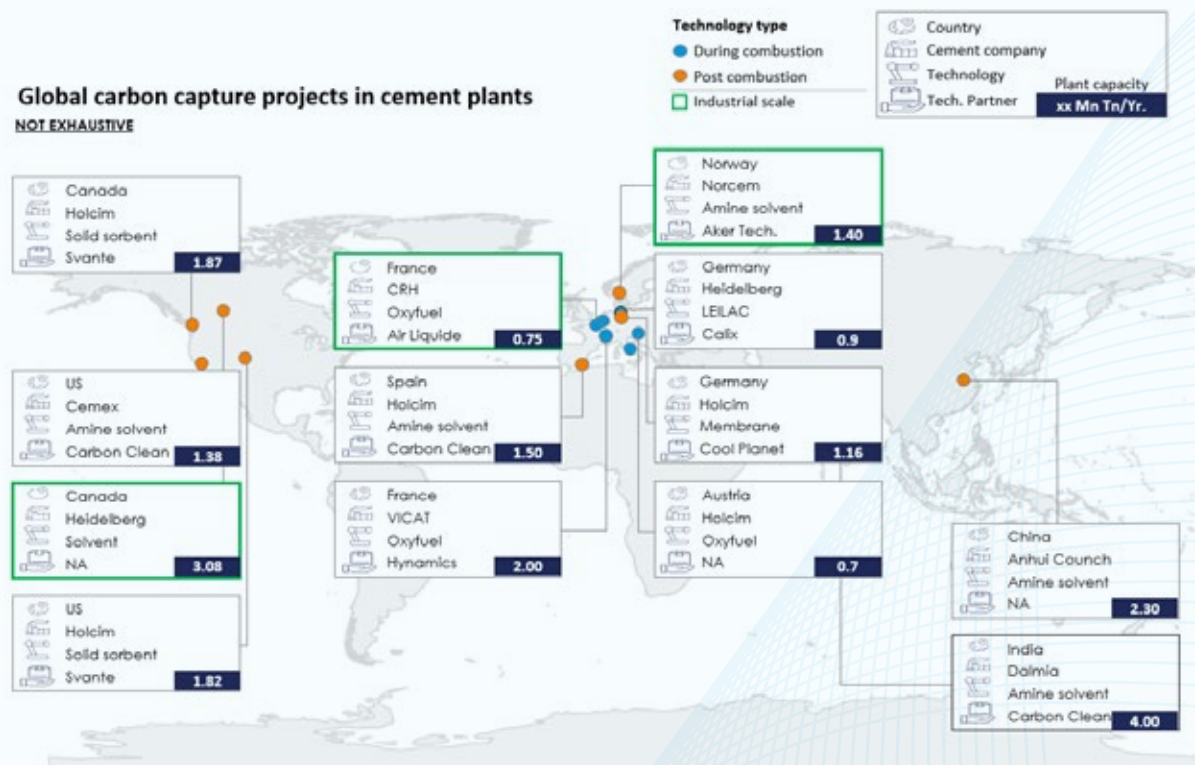 Technology type
During combustion
Post combustion
Industrial scale
Country
Cement company
Technology
Tech. Partner
Plant capacity
xx Mn Tn/Yr.
Global carbon capture projects in cement plants
NOT EXHAUSTIVE
Canada
Holcim
Solid sorbent
Svante
1.87
US
Cemex
Amine solvent
Carbon Clean
1.38
Canada
Heidelberg
Solvent
NA
3.08
US
Holcim
Solid sorbent
Svante
1.82
France
CRH
Oxyfuel
Air Liquide
0.75
Spain
Holcim
Amine solvent
Carbon Clean
1.50
France
VICAT
Oxyfuel
Hynamics
2.00
Norway
Norcem
Amine solvent
Aker Tech.
1.40
Germany
Heidelberg
LEILAC
Calix
0.9
Germany
Holcim
Membrane
Cool Planet
1.16
Austria
Holcim
Oxyfuel
NA
0.7
China
Anhui Counch
Amine solvent
NA
2.30
India
Dalmia
Amine solvent
Carbon Clean
4.00